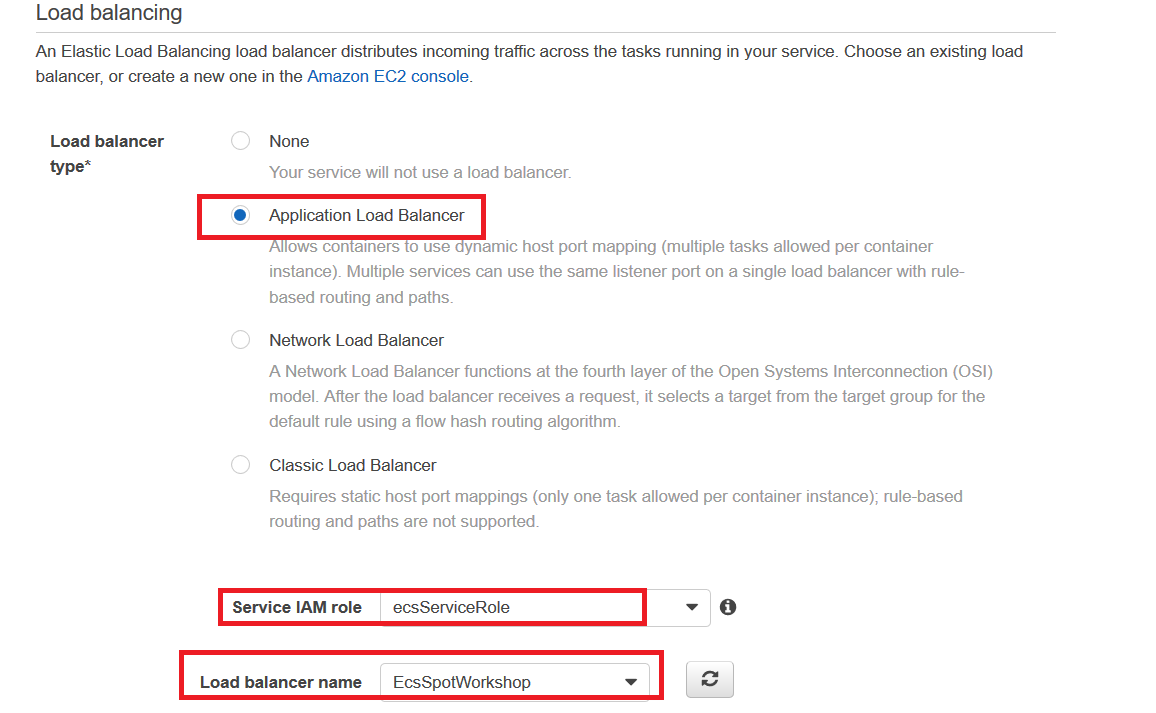 Load balancing
An Elastic Load Balancing load balancer distributes incoming traffic across the tasks running in your service. Choose an existing load
balancer, or create a new one in the Amazon EC2 console.
Load balancer
type*
None
Your service will not use a load balancer.
Application Load Balancer
Allows containers to use dynamic host port mapping (multiple tasks allowed per container
instance). Multiple services can use the same listener port on a single load balancer with rule-
based routing and paths.
Network Load Balancer
A Network Load Balancer functions at the fourth layer of the Open Systems Interconnection (OSI)
model. After the load balancer receives a request, it selects a target from the target group for the
default rule using a flow hash routing algorithm.
Classic Load Balancer
Requires static host port mappings (only one task allowed per container instance); rule-based
routing and paths are not supported.
Service IAM role ecsServiceRole
Load balancer name EcsSpotWorkshop